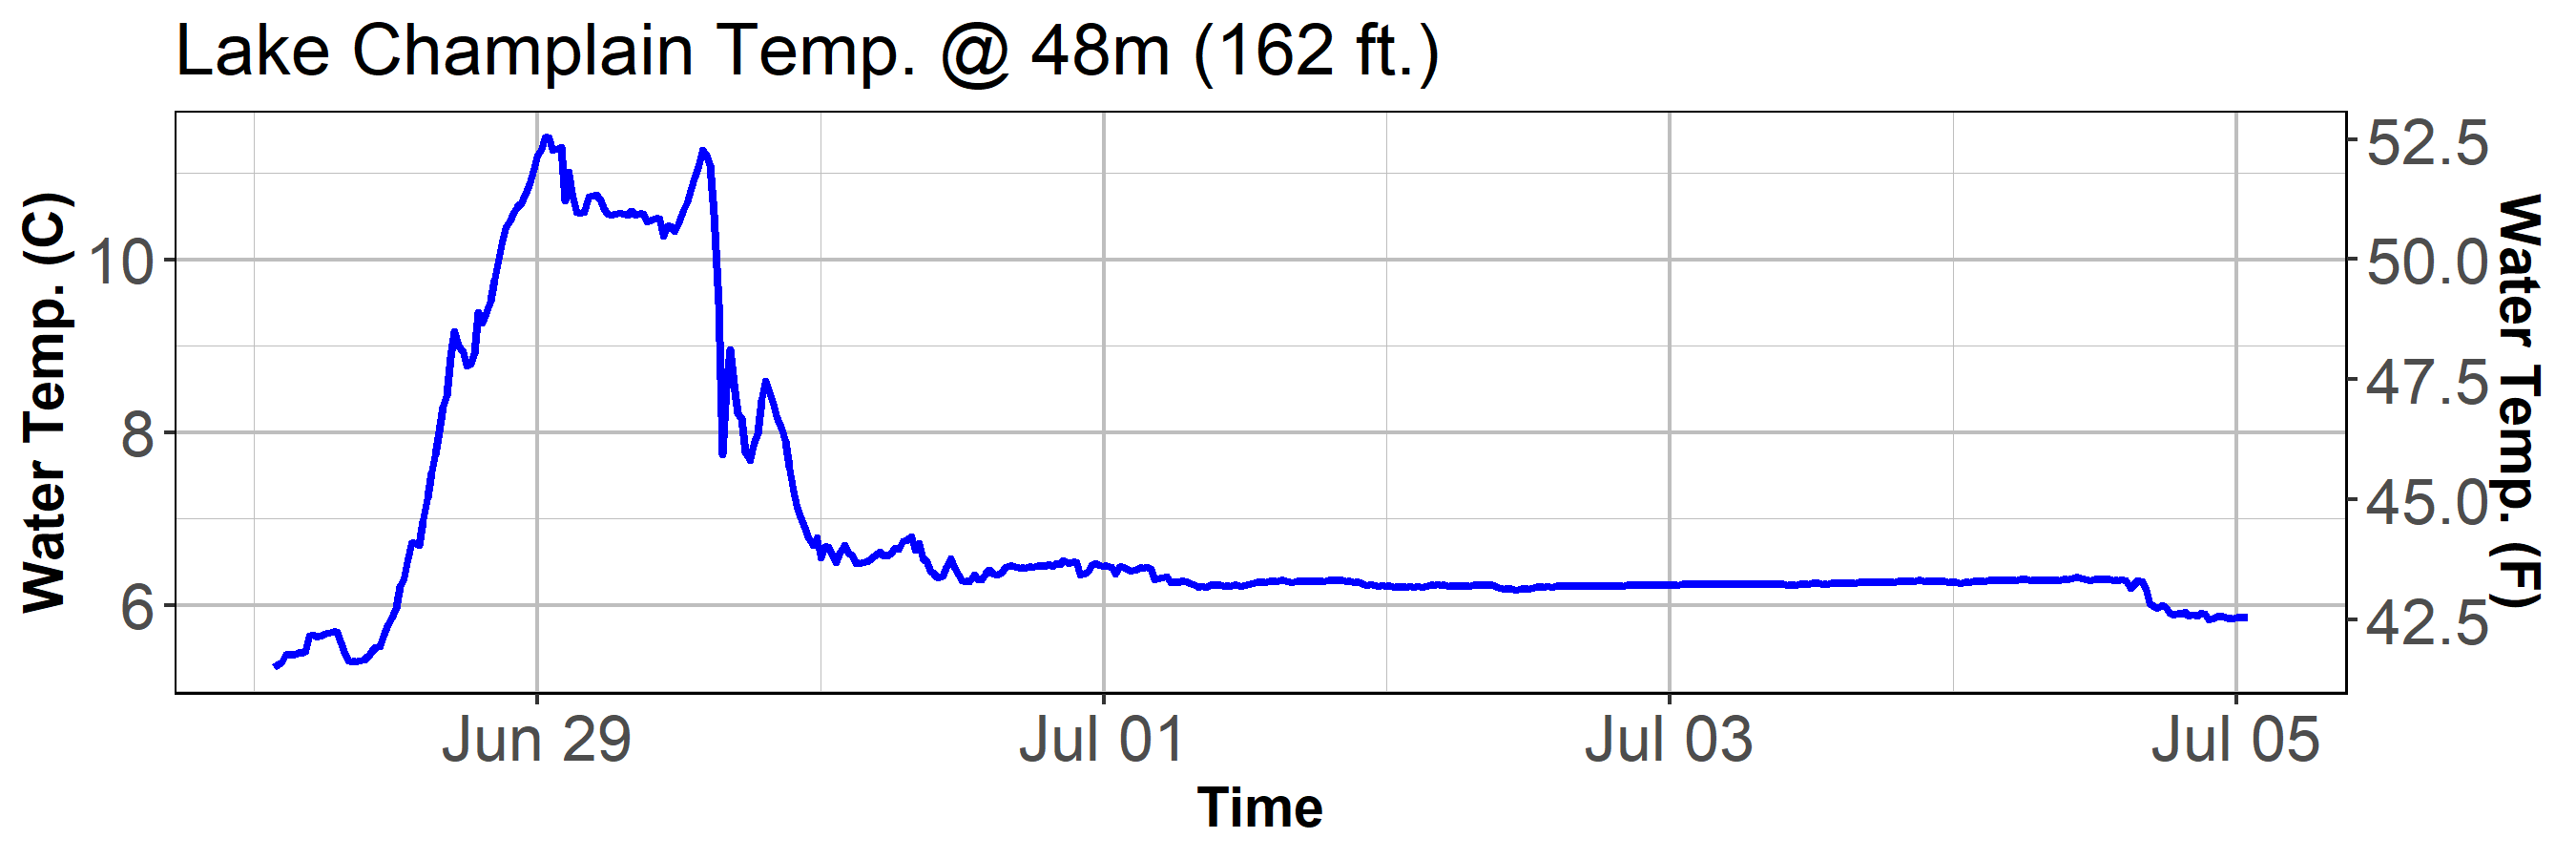 Lake Champlain Temp. @ 48m (162 ft.)
Water Temp. (C)
10
8
6
52.5
50.0
47.5
45.0
42.5
Water Temp. (F)
Jun 29
Jul 01
Jul 03
Jul 05
Time